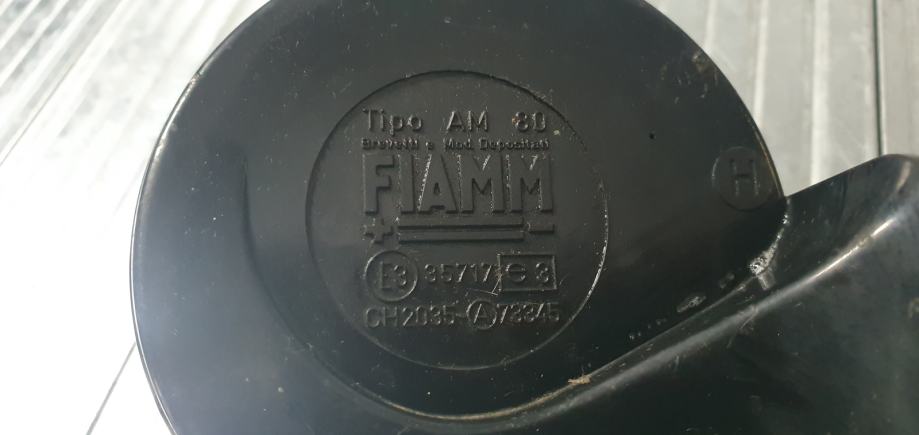 Tipo AM 80
Brevetti e Mod. Depositati
FIAMM
+ -
E3 35717 e 3
CH2035 A 73345
H